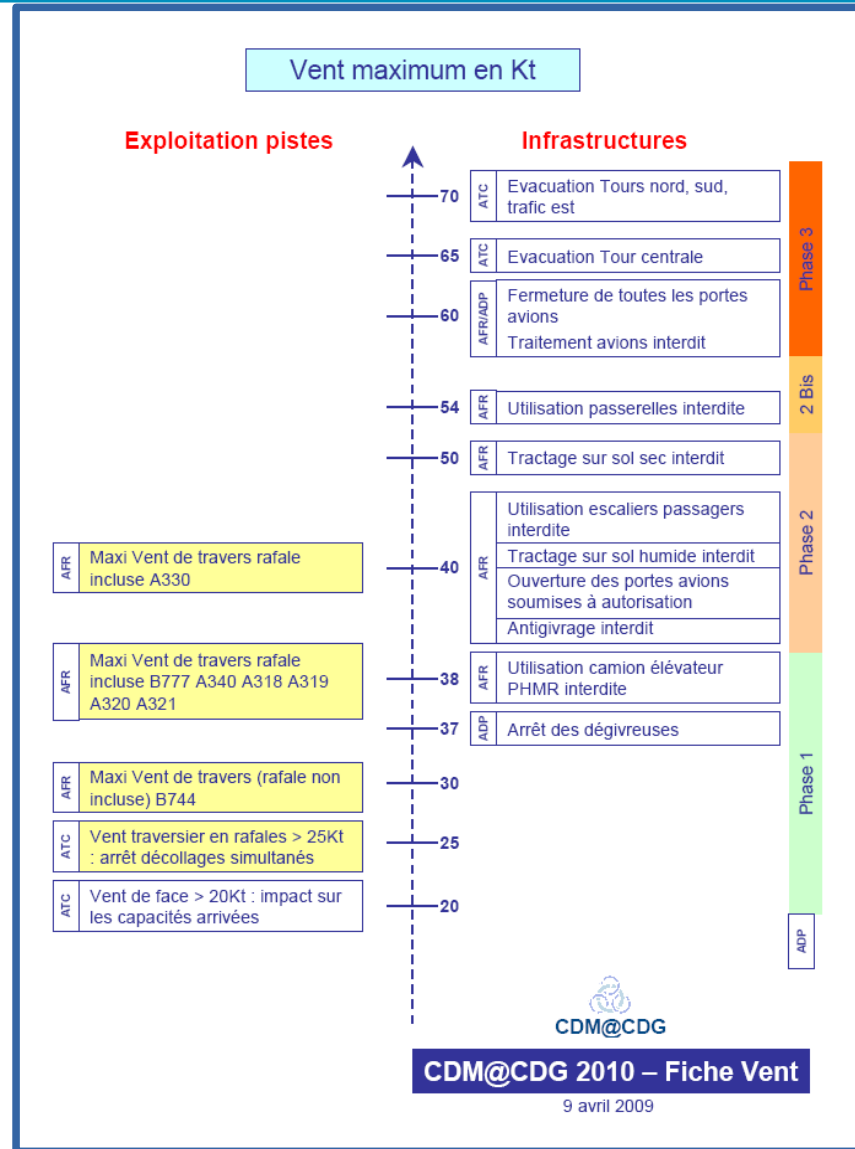 Vent maximum en Kt
Exploitation pistes
Infrastructures
70
ATC
Evacuation Tours nord, sud,
trafic est
65
ATC
Evacuation Tour centrale
60
AFR/ADP
Fermeture de toutes les portes
avions
Traitement avions interdit
Phase 3
54
AFR
Utilisation passerelles interdite
2 Bis
50
AFR
Tractage sur sol sec interdit
AFR
Maxi Vent de travers rafale
incluse A330
40
AFR
Utilisation escaliers passagers
interdite
Tractage sur sol humide interdit
Ouverture des portes avions
soumises à autorisation
Antigivrage interdit
Phase 2
AFR
Maxi Vent de travers rafale
incluse B777 A340 A318 A319
A320 A321
38
AFR
Utilisation camion élévateur
PHMR interdite
37
ADP
Arrêt des dégivreuses
AFR
Maxi Vent de travers (rafale non
incluse) B744
30
Phase 1
ATC
Vent traversier en rafales > 25Kt
: arrêt décollages simultanés
25
ATC
Vent de face > 20Kt : impact sur
les capacités arrivées
20
ADP
CDM@CDG
CDM@CDG 2010 – Fiche Vent
9 avril 2009